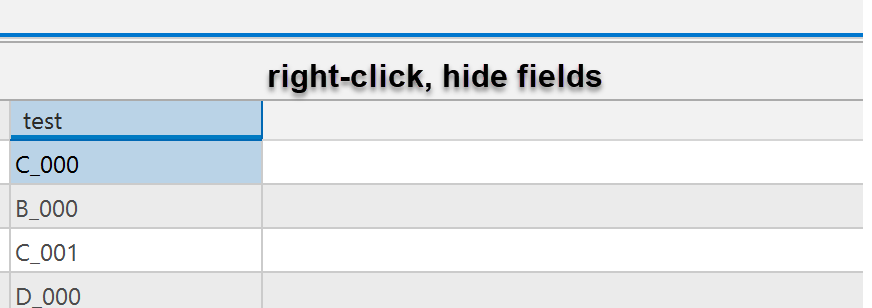 right-click, hide fields
test
C_000
B_000
C_001
D_000